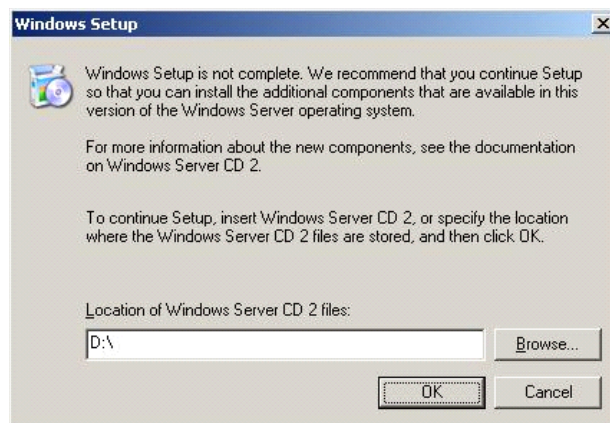 Windows Setup
Windows Setup is not complete. We recommend that you continue Setup
so that you can install the additional components that are available in this
version of the Windows Server operating system.
For more information about the new components, see the documentation
on Windows Server CD 2.
To continue Setup, insert Windows Server CD 2, or specify the location
where the Windows Server CD 2 files are stored, and then click OK.
Location of Windows Server CD 2 files:
D:\
Browse...
OK
Cancel